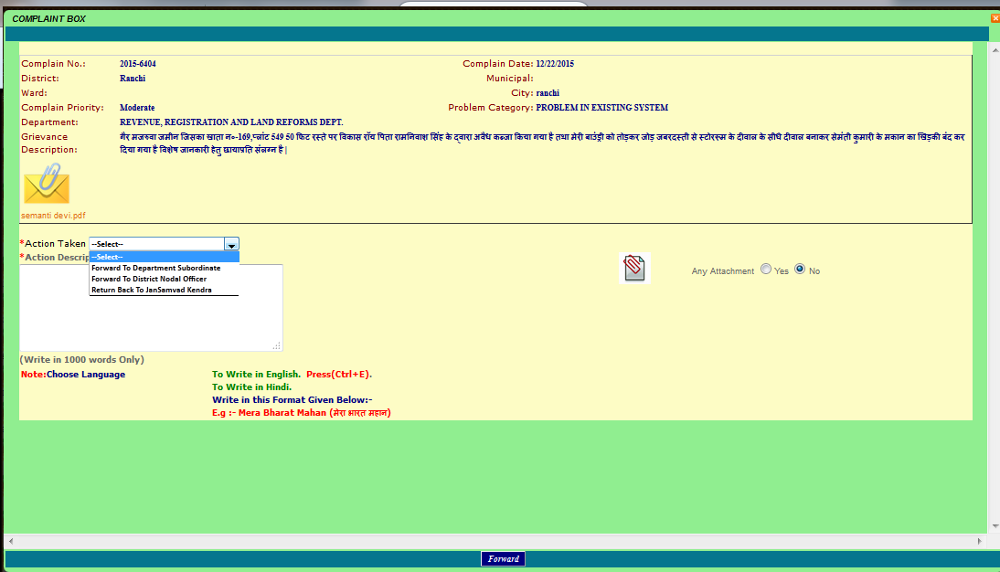 COMPLAINT BOX
Complain No.: 2015-6404 Complain Date: 12/22/2015
District: Ranchi Municipal:
Ward: City: ranchi
Complain Priority: Moderate Problem Category: PROBLEM IN EXISTING SYSTEM
Department: REVENUE, REGISTRATION AND LAND REFORMS DEPT.
Grievance Description: गैर मजरुवा जमीन जिसका खाता न०-169,प्लांट 549 50 फिट रस्ते पर विकास रॉय पिता रामनिवाश सिंह के द्वारा अवैध कब्जा किया गया है तथा मेरी बाउंड्री को तोड़कर जोड़ जबरदस्ती से स्टोररूम के दीवाल के सीधे दीवाल बनाकर सेमंती कुमारी के मकान का खिड़की बंद कर
दिया गया है विशेष जानकारी हेतु छायाप्रति संलग्न है |
semanti devi.pdf
*Action Taken --Select--
*Action Descrip --Select--
Forward To Department Subordinate
Forward To District Nodal Officer
Return Back To JanSamvad Kendra
Any Attachment Yes No
(Write in 1000 words Only)
Note:Choose Language To Write in English. Press(Ctrl+E).
To Write in Hindi.
Write in this Format Given Below:-
E.g :- Mera Bharat Mahan (मेरा भारत महान)
Forward